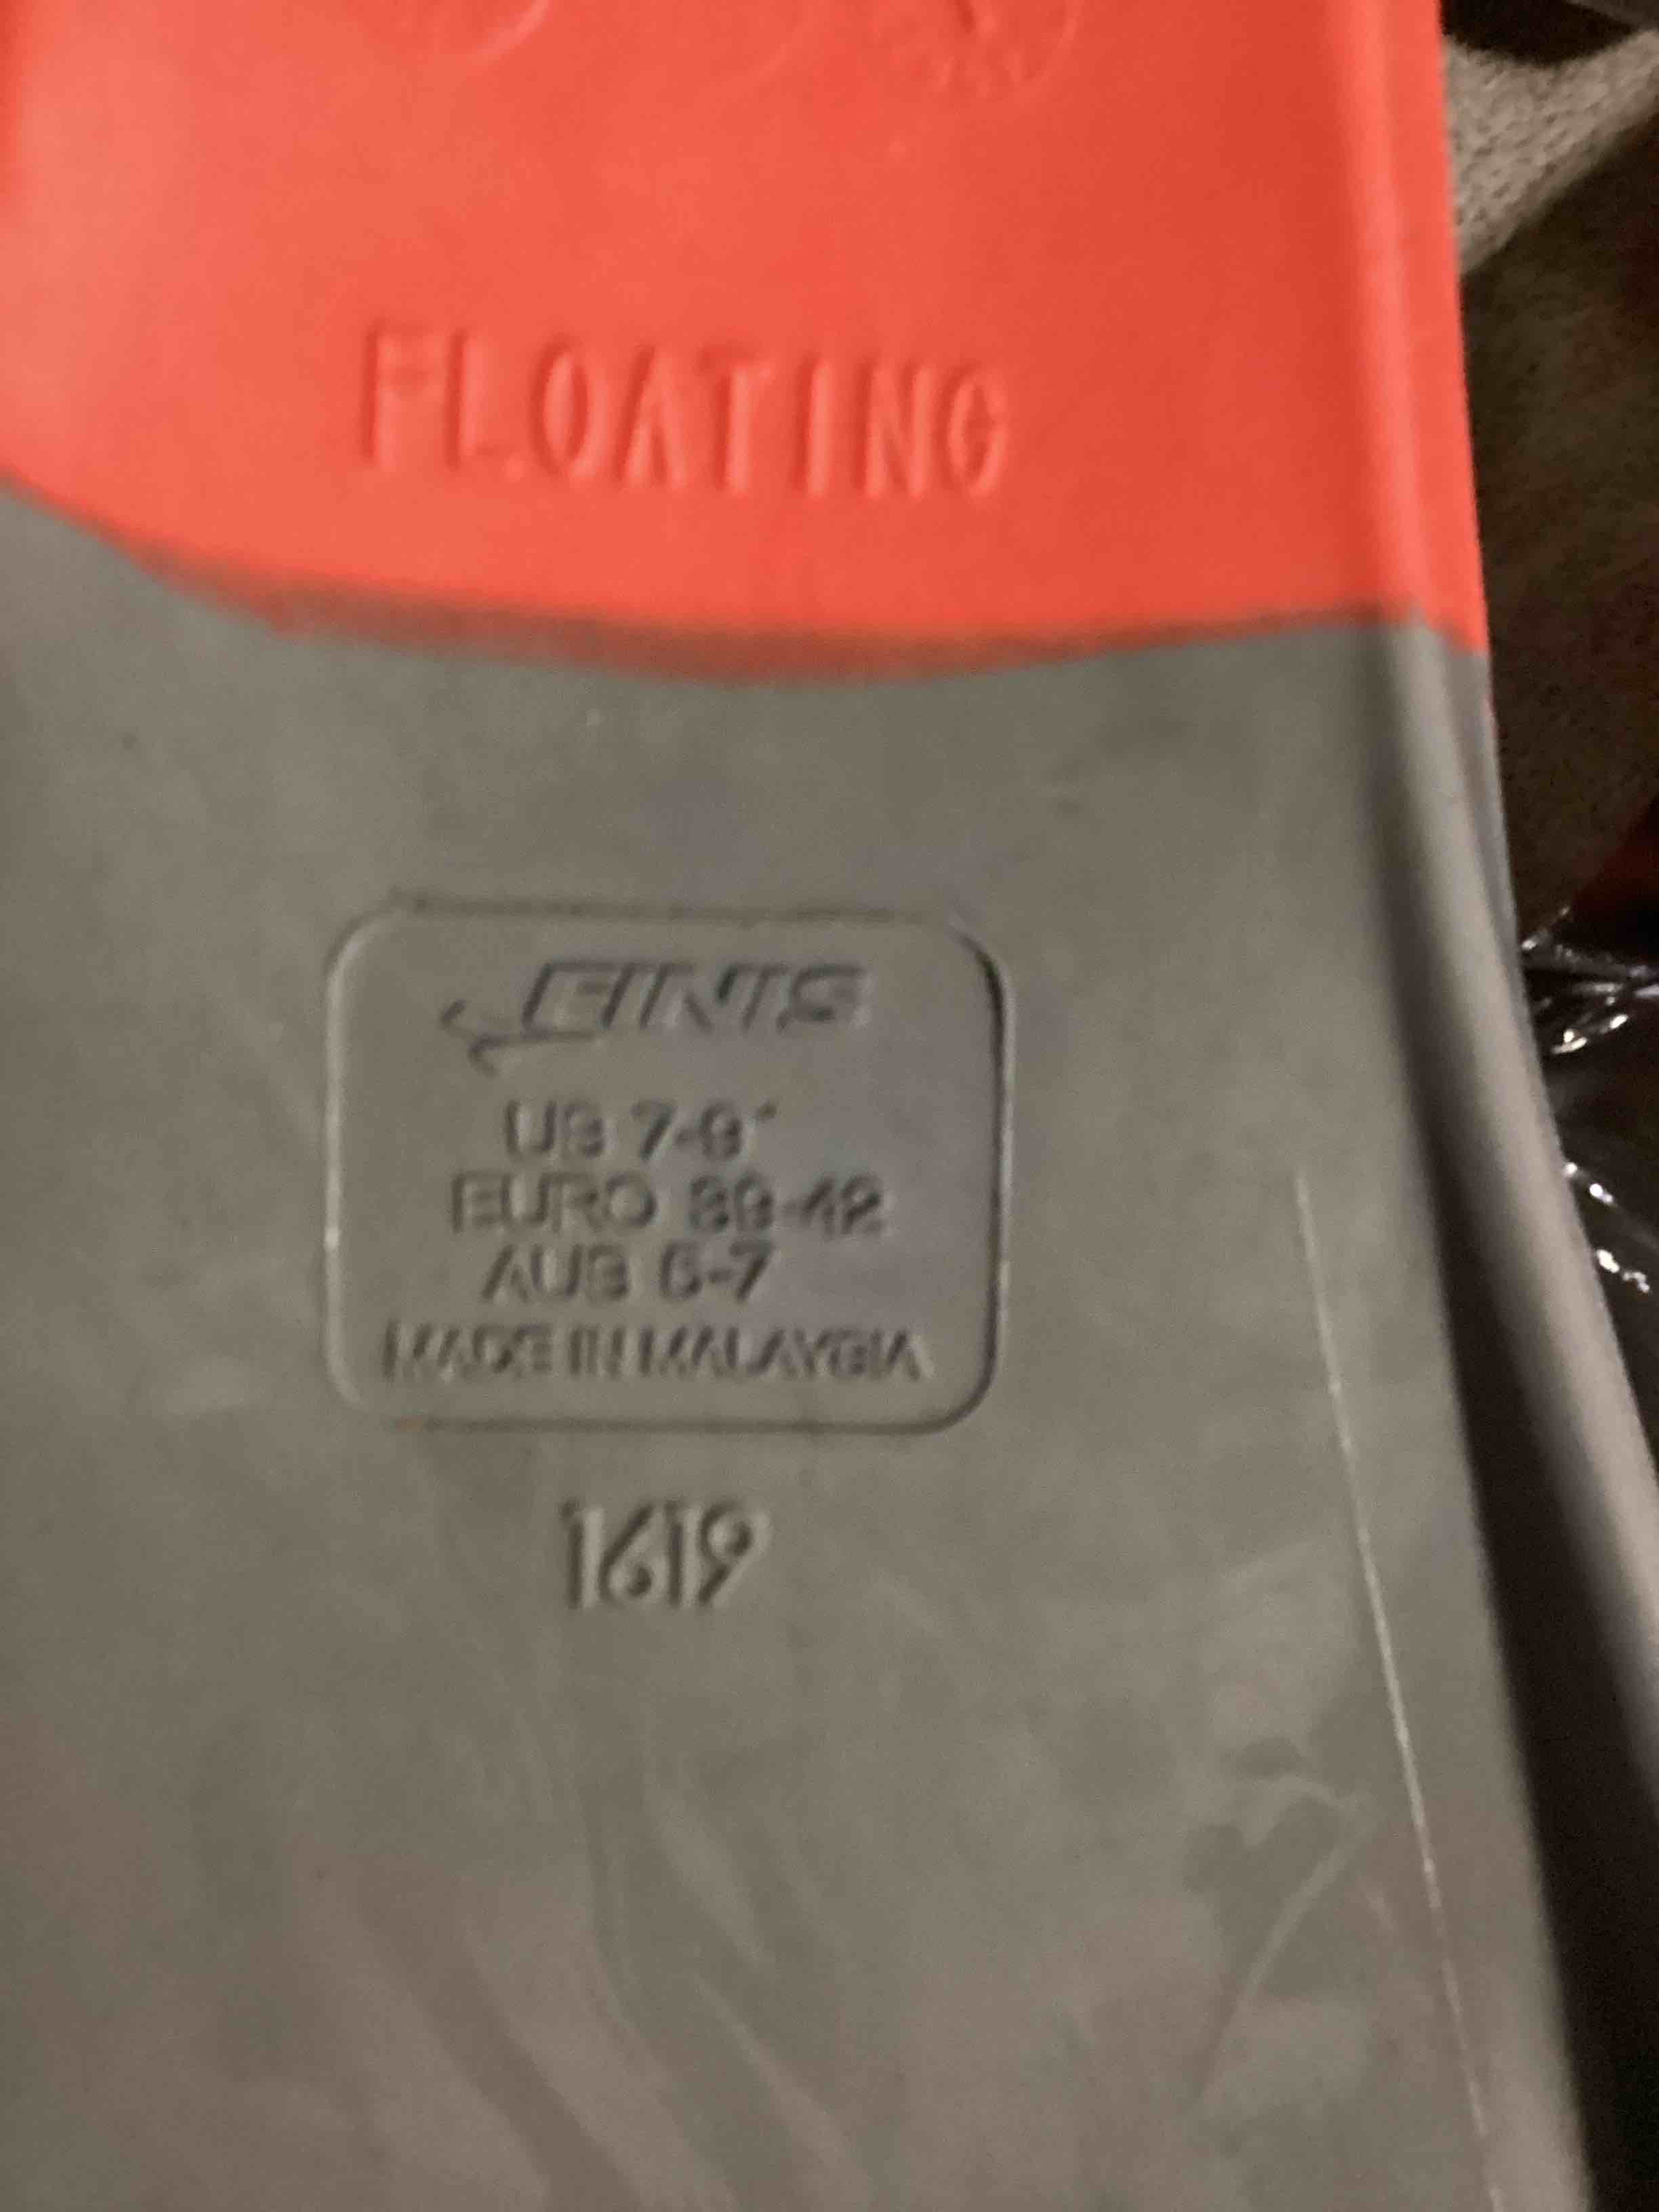 FLOATING
FINIS
US 7-9
EURO 39-42
AUS 6-7
MADE IN MALAYSIA
1619